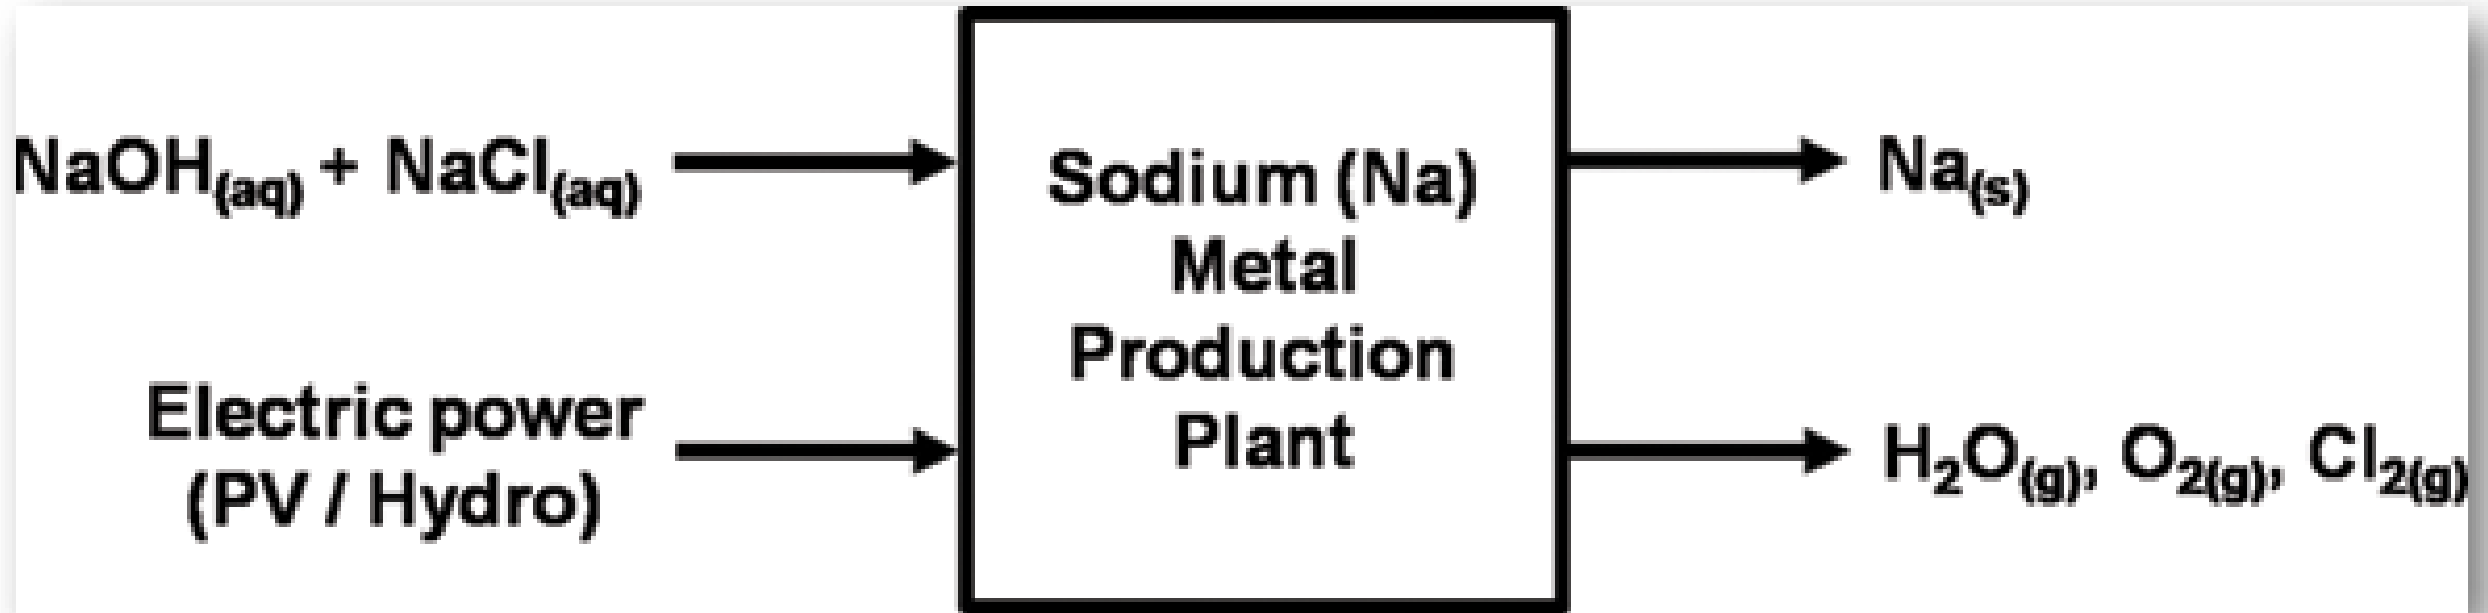 NaOH(aq) + NaCl(aq)
Electric power
(PV / Hydro)
Sodium (Na)
Metal
Production
Plant
Na(s)
H2O(g), O2(g), Cl2(g)